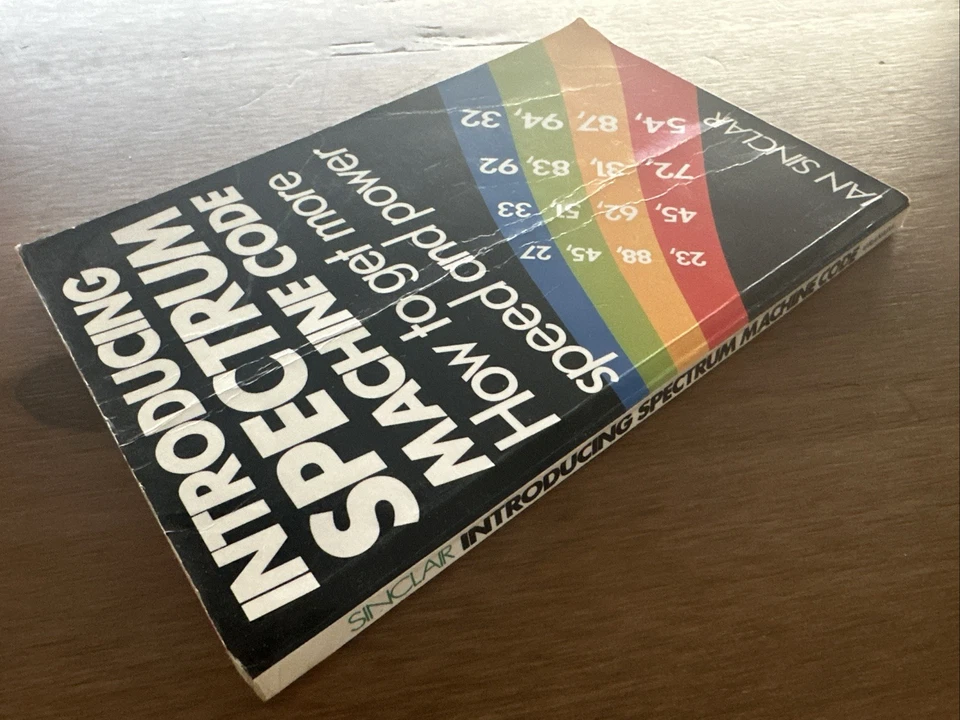 INTRODUCING
SPECTRUM
MACHINE CODE
How to get more
speed and power
23, 88, 45, 27
45, 62, 51, 33
72, 31, 83, 92
54, 87, 94, 32
IAN SINCLAIR
SINCLAIR INTRODUCING SPECTRUM MACHINE CODE